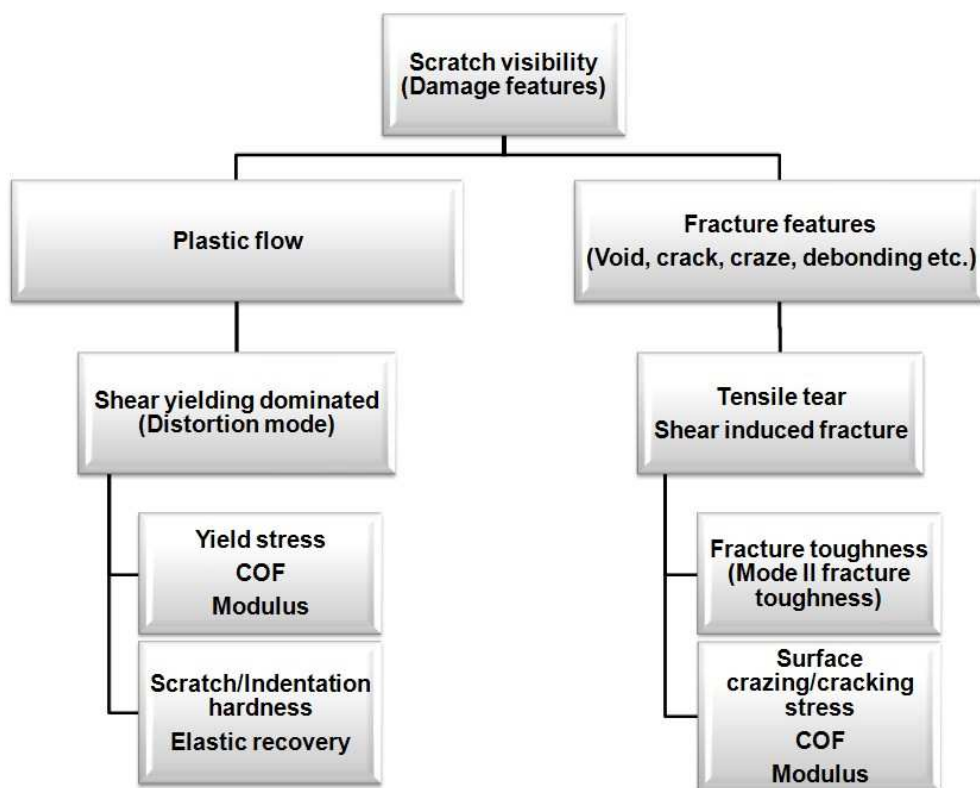 Scratch visibility
(Damage features)
Plastic flow
Fracture features
(Void, crack, craze, debonding etc.)
Shear yielding dominated
(Distortion mode)
Tensile tear
Shear induced fracture
Yield stress
COF
Modulus
Fracture toughness
(Mode II fracture
toughness)
Scratch/Indentation
hardness
Elastic recovery
Surface
crazing/cracking
stress
COF
Modulus